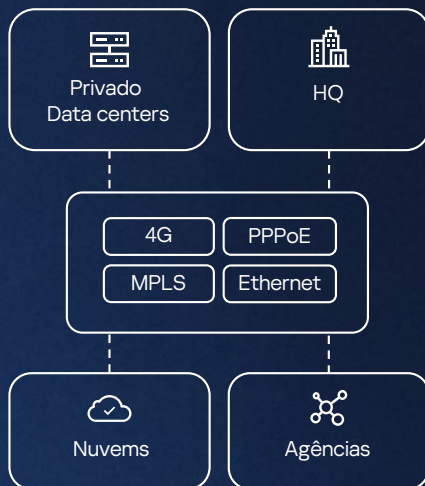 Privado
Data centers
HQ
4G
PPPoE
MPLS
Ethernet
Nuvems
Agências